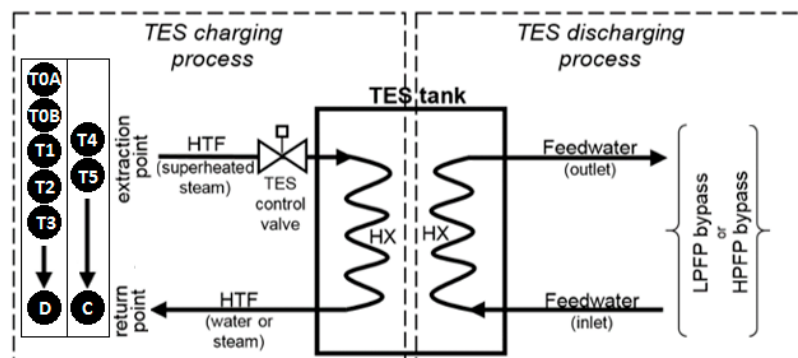 TES charging
process
TES discharging
process
T0A
T0B
T1
T2
T3
D
T4
T5
C
extraction
point
return
point
HTF
(superheated
steam)
TES
control
valve
HTF
(water or
steam)
TES tank
HX
HX
Feedwater
(outlet)
Feedwater
(inlet)
LPFP bypass
or
HPFP bypass